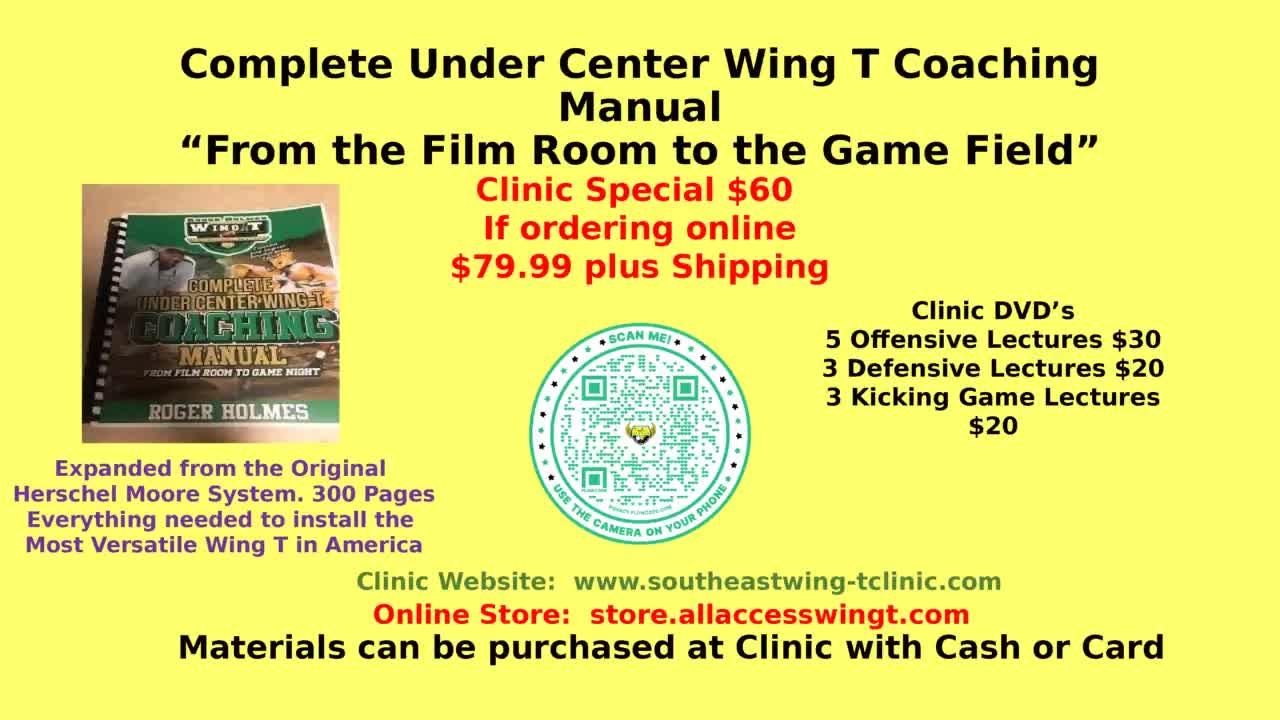 Complete Under Center Wing T Coaching
Manual
“From the Film Room to the Game Field”
Clinic Special $60
If ordering online
$79.99 plus Shipping
ROGER HOLMES
WING T
COMPLETE
UNDER CENTER WING-T
COACHING
MANUAL
FROM FILM ROOM TO GAME NIGHT
ROGER HOLMES
SCAN ME!
USE THE CAMERA ON YOUR PHONE
Clinic DVD’s
5 Offensive Lectures $30
3 Defensive Lectures $20
3 Kicking Game Lectures
$20
Expanded from the Original
Herschel Moore System. 300 Pages
Everything needed to install the
Most Versatile Wing T in America
Clinic Website: www.southeastwing-tclinic.com
Online Store: store.allaccesswingt.com
Materials can be purchased at Clinic with Cash or Card